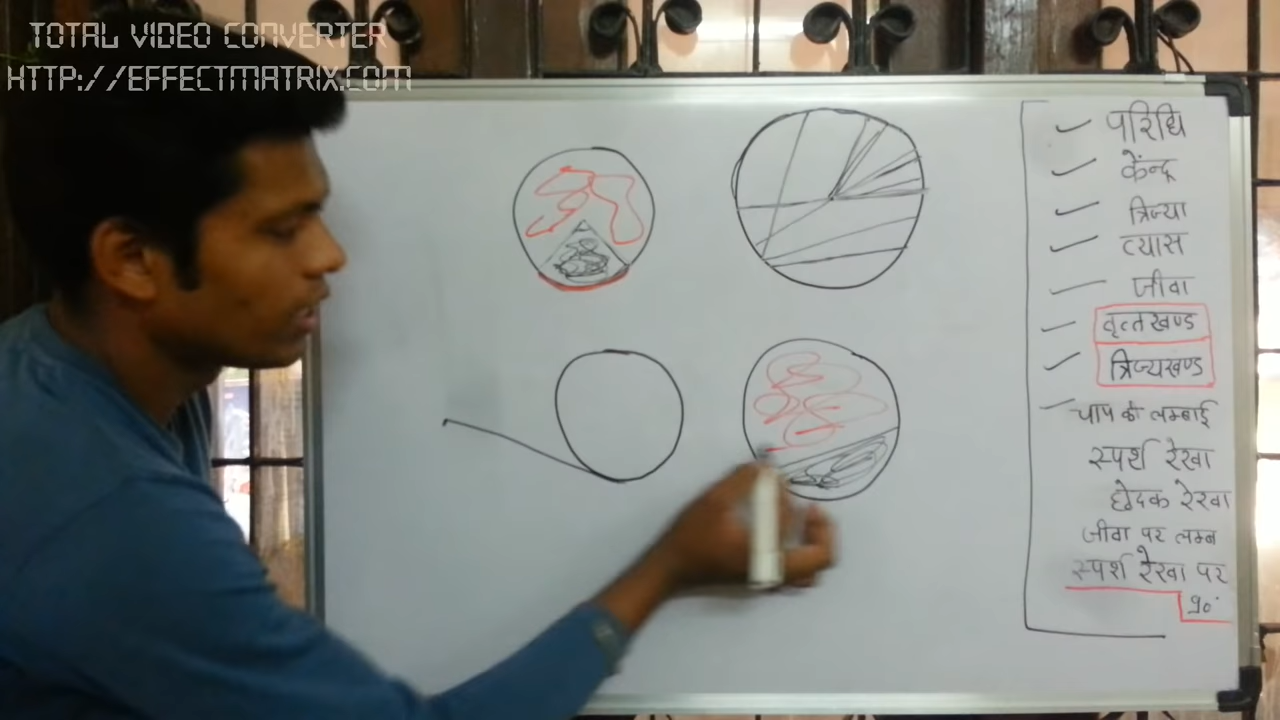 TOTAL VIDEO CONVERTER
HTTP://EFFECTMATRIX.COM
परिधि
केंन्द्र
त्रिज्या
व्यास
जीवा
वृत्तखण्ड
त्रिज्यखण्ड
चाप की लम्बाई
स्पर्श रेखा
छेदक रेखा
जीवा पर लम्ब
स्पर्श रेखा पर
90°